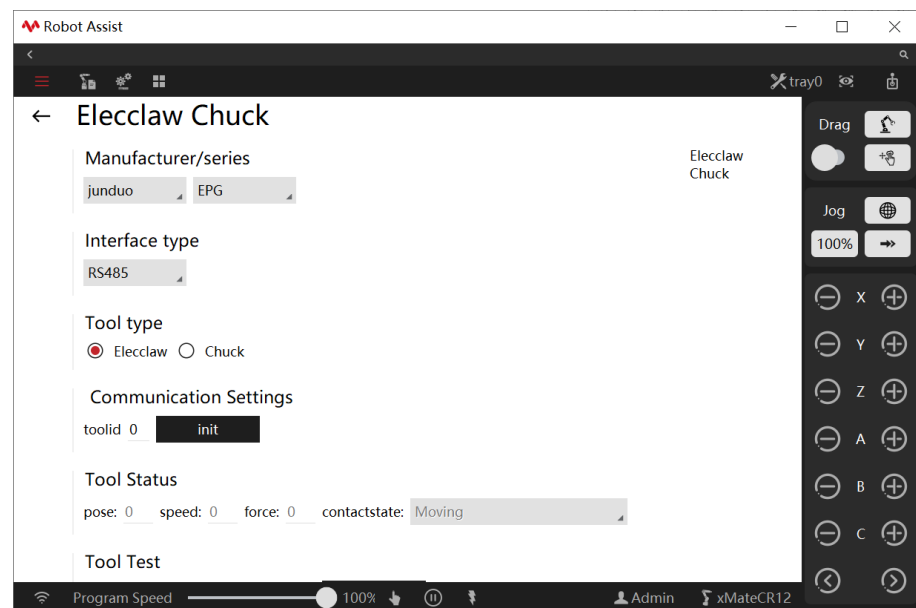 Robot Assist
tray0
Elecclaw Chuck
Manufacturer/series
Elecclaw
Chuck
junduo EPG
Interface type
RS485
Tool type
Elecclaw Chuck
Communication Settings
toolid 0 init
Tool Status
pose: 0 speed: 0 force: 0 contactstate: Moving
Tool Test
Drag
Jog
100%
X
Y
Z
A
B
C
Program Speed 100% Admin xMateCR12